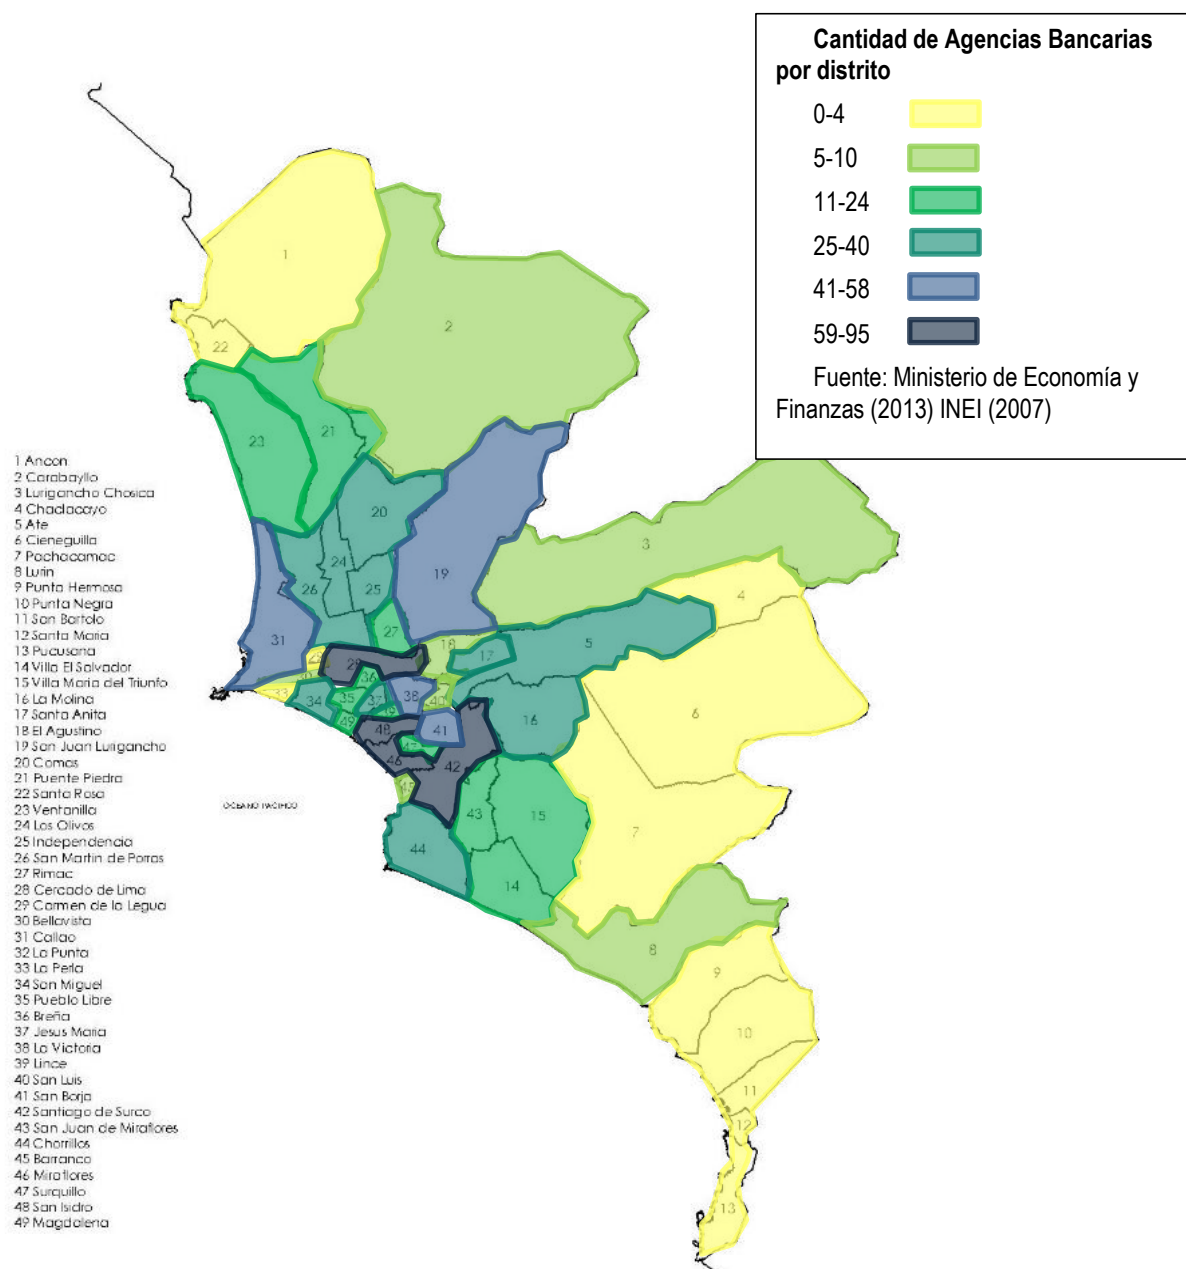 Cantidad de Agencias Bancarias
por distrito
0-4
5-10
11-24
25-40
41-58
59-95
Fuente: Ministerio de Economía y
Finanzas (2013) INEI (2007)
1 Ancon
2 Carabayllo
3 Lurigancho Chosica
4 Chaclacayo
5 Ate
6 Cieneguilla
7 Pachacamac
8 Lurin
9 Punta Hermosa
10 Punta Negra
11 San Bartolo
12 Santa Maria
13 Pucusana
14 Villa El Salvador
15 Villa Maria del Triunfo
16 La Molina
17 Santa Anita
18 El Agustino
19 San Juan Lurigancho
20 Comas
21 Puente Piedra
22 Santa Rosa
23 Ventanilla
24 Los Olivos
25 Independencia
26 San Martin de Porras
27 Rimac
28 Cercado de Lima
29 Carmen de la Legua
30 Bellavista
31 Callao
32 La Punta
33 La Perla
34 San Miguel
35 Pueblo Libre
36 Breña
37 Jesus Maria
38 La Victoria
39 Lince
40 San Luis
41 San Borja
42 Santiago de Surco
43 San Juan de Miraflores
44 Chorrillos
45 Barranco
46 Miraflores
47 Surquillo
48 San Isidro
49 Magdalena
OCEANO PACIFICO
1
2
22
21
23
20
3
24
19
25
26
4
27
31
18
5
17
36
33
35
37
38
40
34
6
49
16
48
41
46
42
43
15
7
44
14
8
9
10
11
12
13